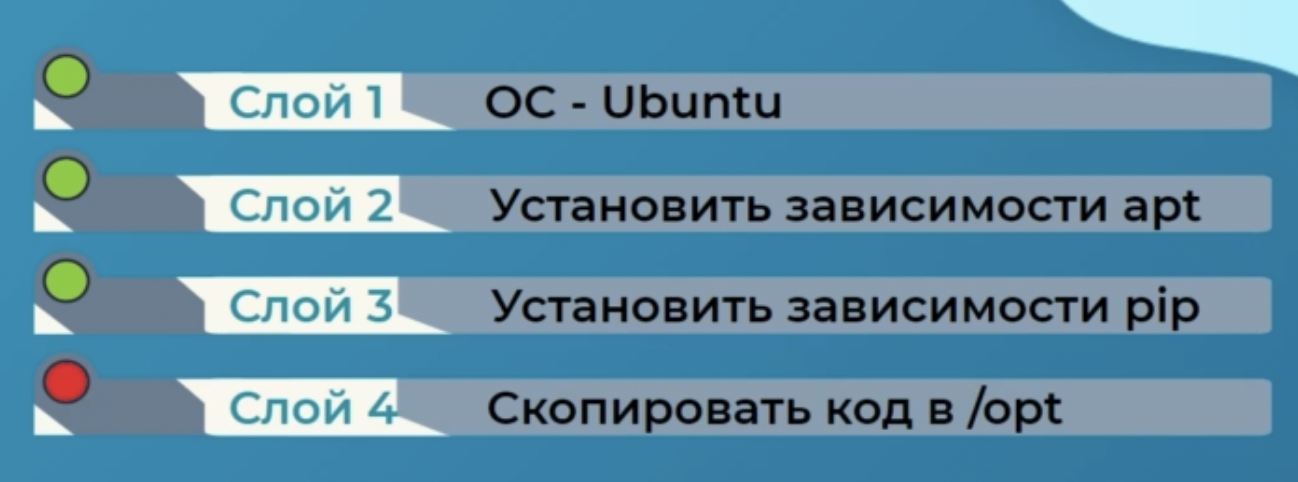 Слой 1 ОС - Ubuntu
Слой 2 Установить зависимости apt
Слой 3 Установить зависимости pip
Слой 4 Скопировать код в /opt